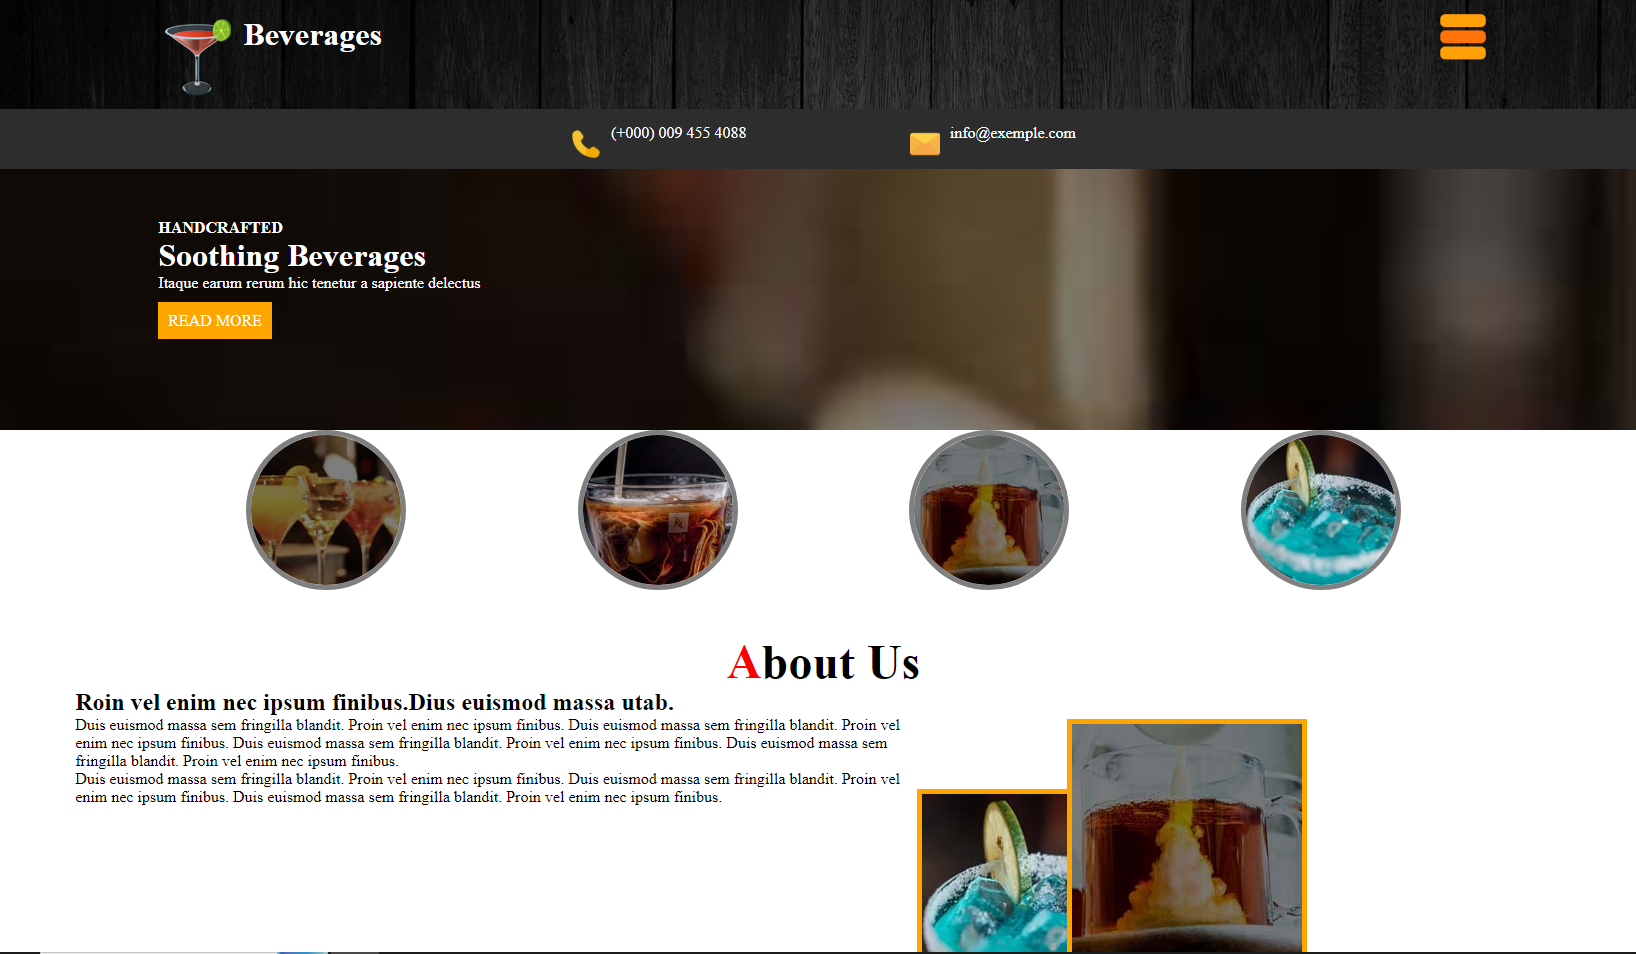 Beverages
(+000) 009 455 4088
info@exemple.com
HANDCRAFTED
Soothing Beverages
Itaque earum rerum hic tenetur a sapiente delectus
READ MORE
About Us
Roin vel enim nec ipsum finibus.Dius euismod massa utab.
Duis euismod massa sem fringilla blandit. Proin vel enim nec ipsum finibus. Duis euismod massa sem fringilla blandit. Proin vel
enim nec ipsum finibus. Duis euismod massa sem fringilla blandit. Proin vel enim nec ipsum finibus. Duis euismod massa sem
fringilla blandit. Proin vel enim nec ipsum finibus.
Duis euismod massa sem fringilla blandit. Proin vel enim nec ipsum finibus. Duis euismod massa sem fringilla blandit. Proin vel
enim nec ipsum finibus. Duis euismod massa sem fringilla blandit. Proin vel enim nec ipsum finibus.